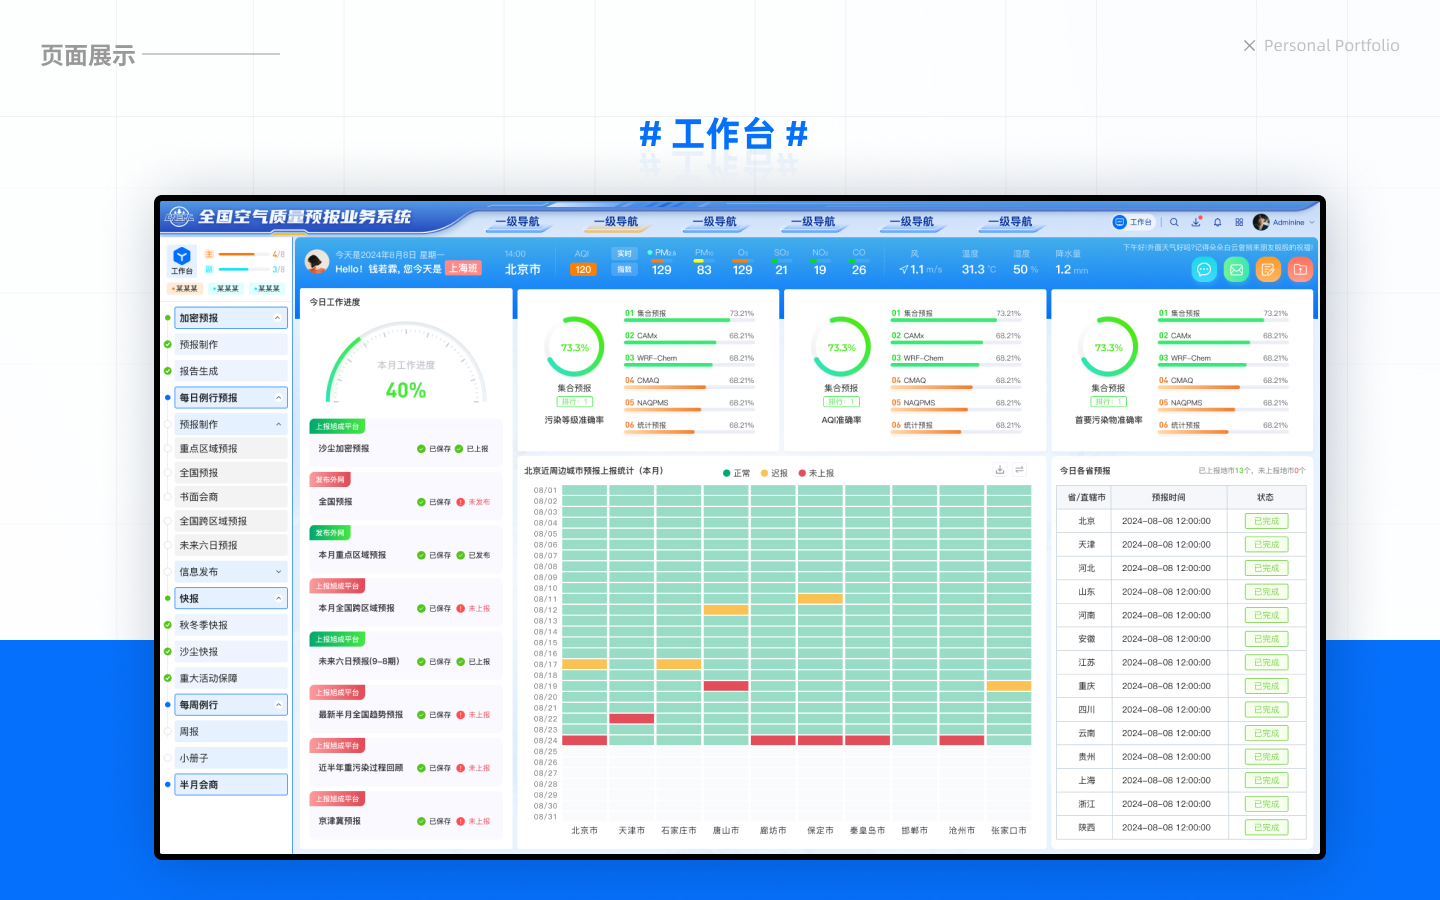 页面展示
Personal Portfolio
# 工作台 #
全国空气质量预报业务系统
一级导航 一级导航 一级导航 一级导航 一级导航 一级导航
工作台
Adminine
工作台
主 4/8
副 3/8
某某某 某某某 某某某
加密预报
预报制作
报告生成
每日例行预报
预报制作
重点区域预报
全国预报
书面会商
全国跨区域预报
未来六日预报
信息发布
快报
秋冬季快报
沙尘快报
重大活动保障
每周例行
周报
小册子
半月会商
今天是2024年8月8日 星期一
Hello! 钱若霖, 您今天是 上海班
14:00
北京市
AQI
120
实时
指数
PM2.5 129
PM10 83
O3 129
SO2 21
NO2 19
CO 26
风 1.1 m/s
温度 31.3 °C
湿度 50 %
降水量 1.2 mm
今日工作进度
本月工作进度
40%
上报旭成平台
沙尘加密预报 已保存 已上报
发布外网
全国预报 已保存 未发布
发布外网
本月重点区域预报 已保存 已发布
上报旭成平台
本月全国跨区域预报 已保存 未上报
上报旭成平台
未来六日预报(9-8期) 已保存 已上报
上报旭成平台
最新半月全国趋势预报 已保存 未上报
上报旭成平台
近半年重污染过程回顾 已保存 未上报
上报旭成平台
京津冀预报 已保存 未上报
73.3%
集合预报
排行: 1
污染等级准确率
01 集合预报 73.21%
02 CAMx 68.21%
03 WRF-Chem 68.21%
04 CMAQ 68.21%
05 NAQPMS 68.21%
06 统计预报 68.21%
73.3%
集合预报
排行: 1
AQI准确率
01 集合预报 73.21%
02 CAMx 68.21%
03 WRF-Chem 68.21%
04 CMAQ 68.21%
05 NAQPMS 68.21%
06 统计预报 68.21%
73.3%
集合预报
排行: 1
首要污染物准确率
01 集合预报 73.21%
02 CAMx 68.21%
03 WRF-Chem 68.21%
04 CMAQ 68.21%
05 NAQPMS 68.21%
06 统计预报 68.21%
北京近周边城市预报上报统计（本月）
正常 迟报 未上报
08/01
08/02
08/03
08/04
08/05
08/06
08/07
08/08
08/09
08/10
08/11
08/12
08/13
08/14
08/15
08/16
08/17
08/18
08/19
08/20
08/21
08/22
08/23
08/24
08/25
08/26
08/27
08/28
08/29
08/30
08/31
北京市 天津市 石家庄市 唐山市 廊坊市 保定市 秦皇岛市 邯郸市 沧州市 张家口市
今日各省预报
已上报地市13个，未上报地市0个
省/直辖市 预报时间 状态
北京 2024-08-08 12:00:00 已完成
天津 2024-08-08 12:00:00 已完成
河北 2024-08-08 12:00:00 已完成
山东 2024-08-08 12:00:00 已完成
河南 2024-08-08 12:00:00 已完成
安徽 2024-08-08 12:00:00 已完成
江苏 2024-08-08 12:00:00 已完成
重庆 2024-08-08 12:00:00 已完成
四川 2024-08-08 12:00:00 已完成
云南 2024-08-08 12:00:00 已完成
贵州 2024-08-08 12:00:00 已完成
上海 2024-08-08 12:00:00 已完成
浙江 2024-08-08 12:00:00 已完成
陕西 2024-08-08 12:00:00 已完成